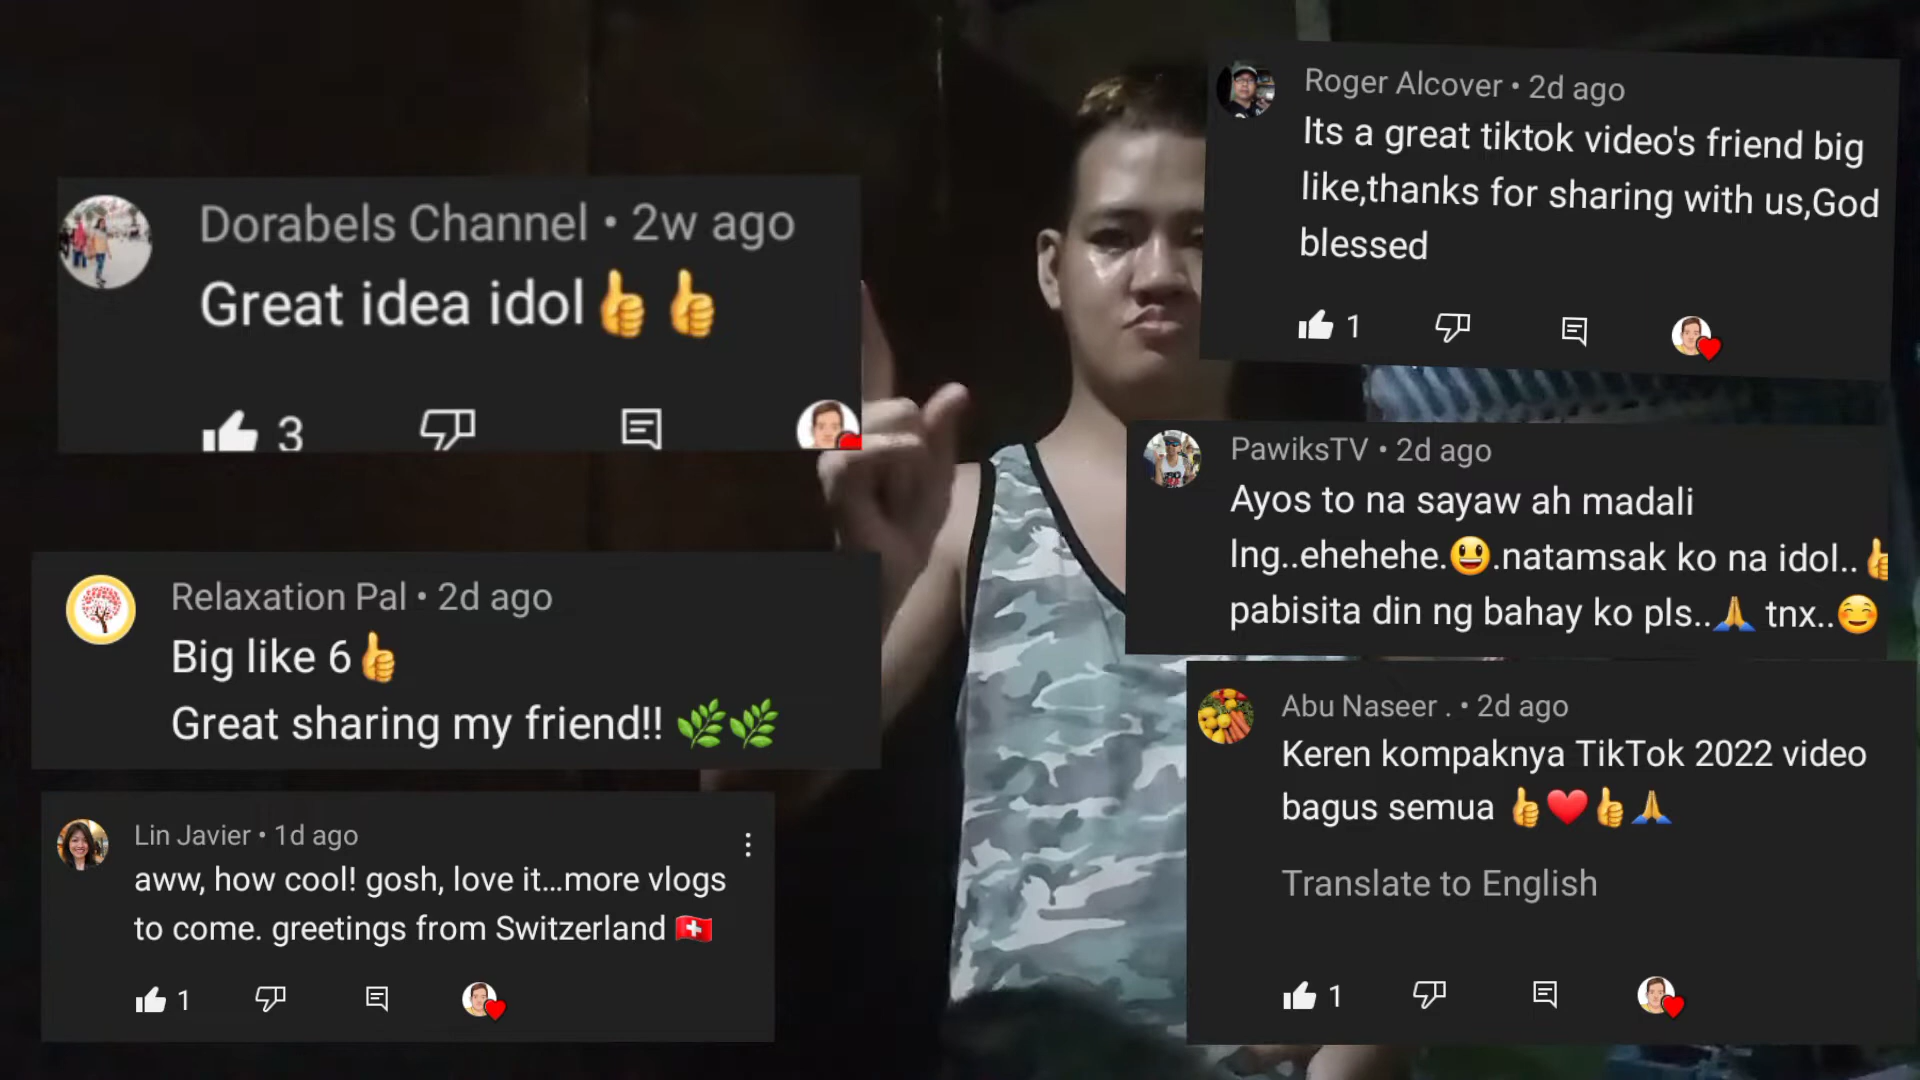 Dorabels Channel • 2w ago
Great idea idol👍👍
3
Relaxation Pal • 2d ago
Big like 6👍
Great sharing my friend!! 🌿🌿
Lin Javier • 1d ago
aww, how cool! gosh, love it...more vlogs
to come. greetings from Switzerland 🇨🇭
1
Roger Alcover • 2d ago
Its a great tiktok video's friend big
like,thanks for sharing with us,God
blessed
1
PawiksTV • 2d ago
Ayos to na sayaw ah madali
lng..ehehehe.😃.natamsak ko na idol..👍
pabisita din ng bahay ko pls..🙏 tnx..☺️
Abu Naseer . • 2d ago
Keren kompaknya TikTok 2022 video
bagus semua 👍❤️👍🙏
Translate to English
1